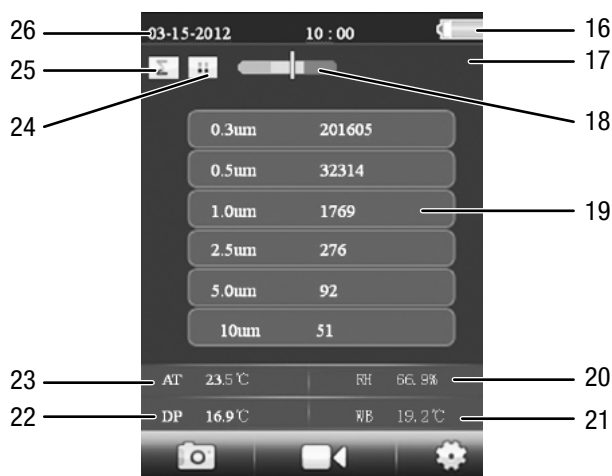 26 03-15-2012 10 : 00 16
25 Σ 17
24 18
0.3um 201605
0.5um 32314
1.0um 1769 19
2.5um 276
5.0um 92
10um 51
23 AT 23.5℃ RH 66.9% 20
22 DP 16.9℃ WB 19.2℃ 21